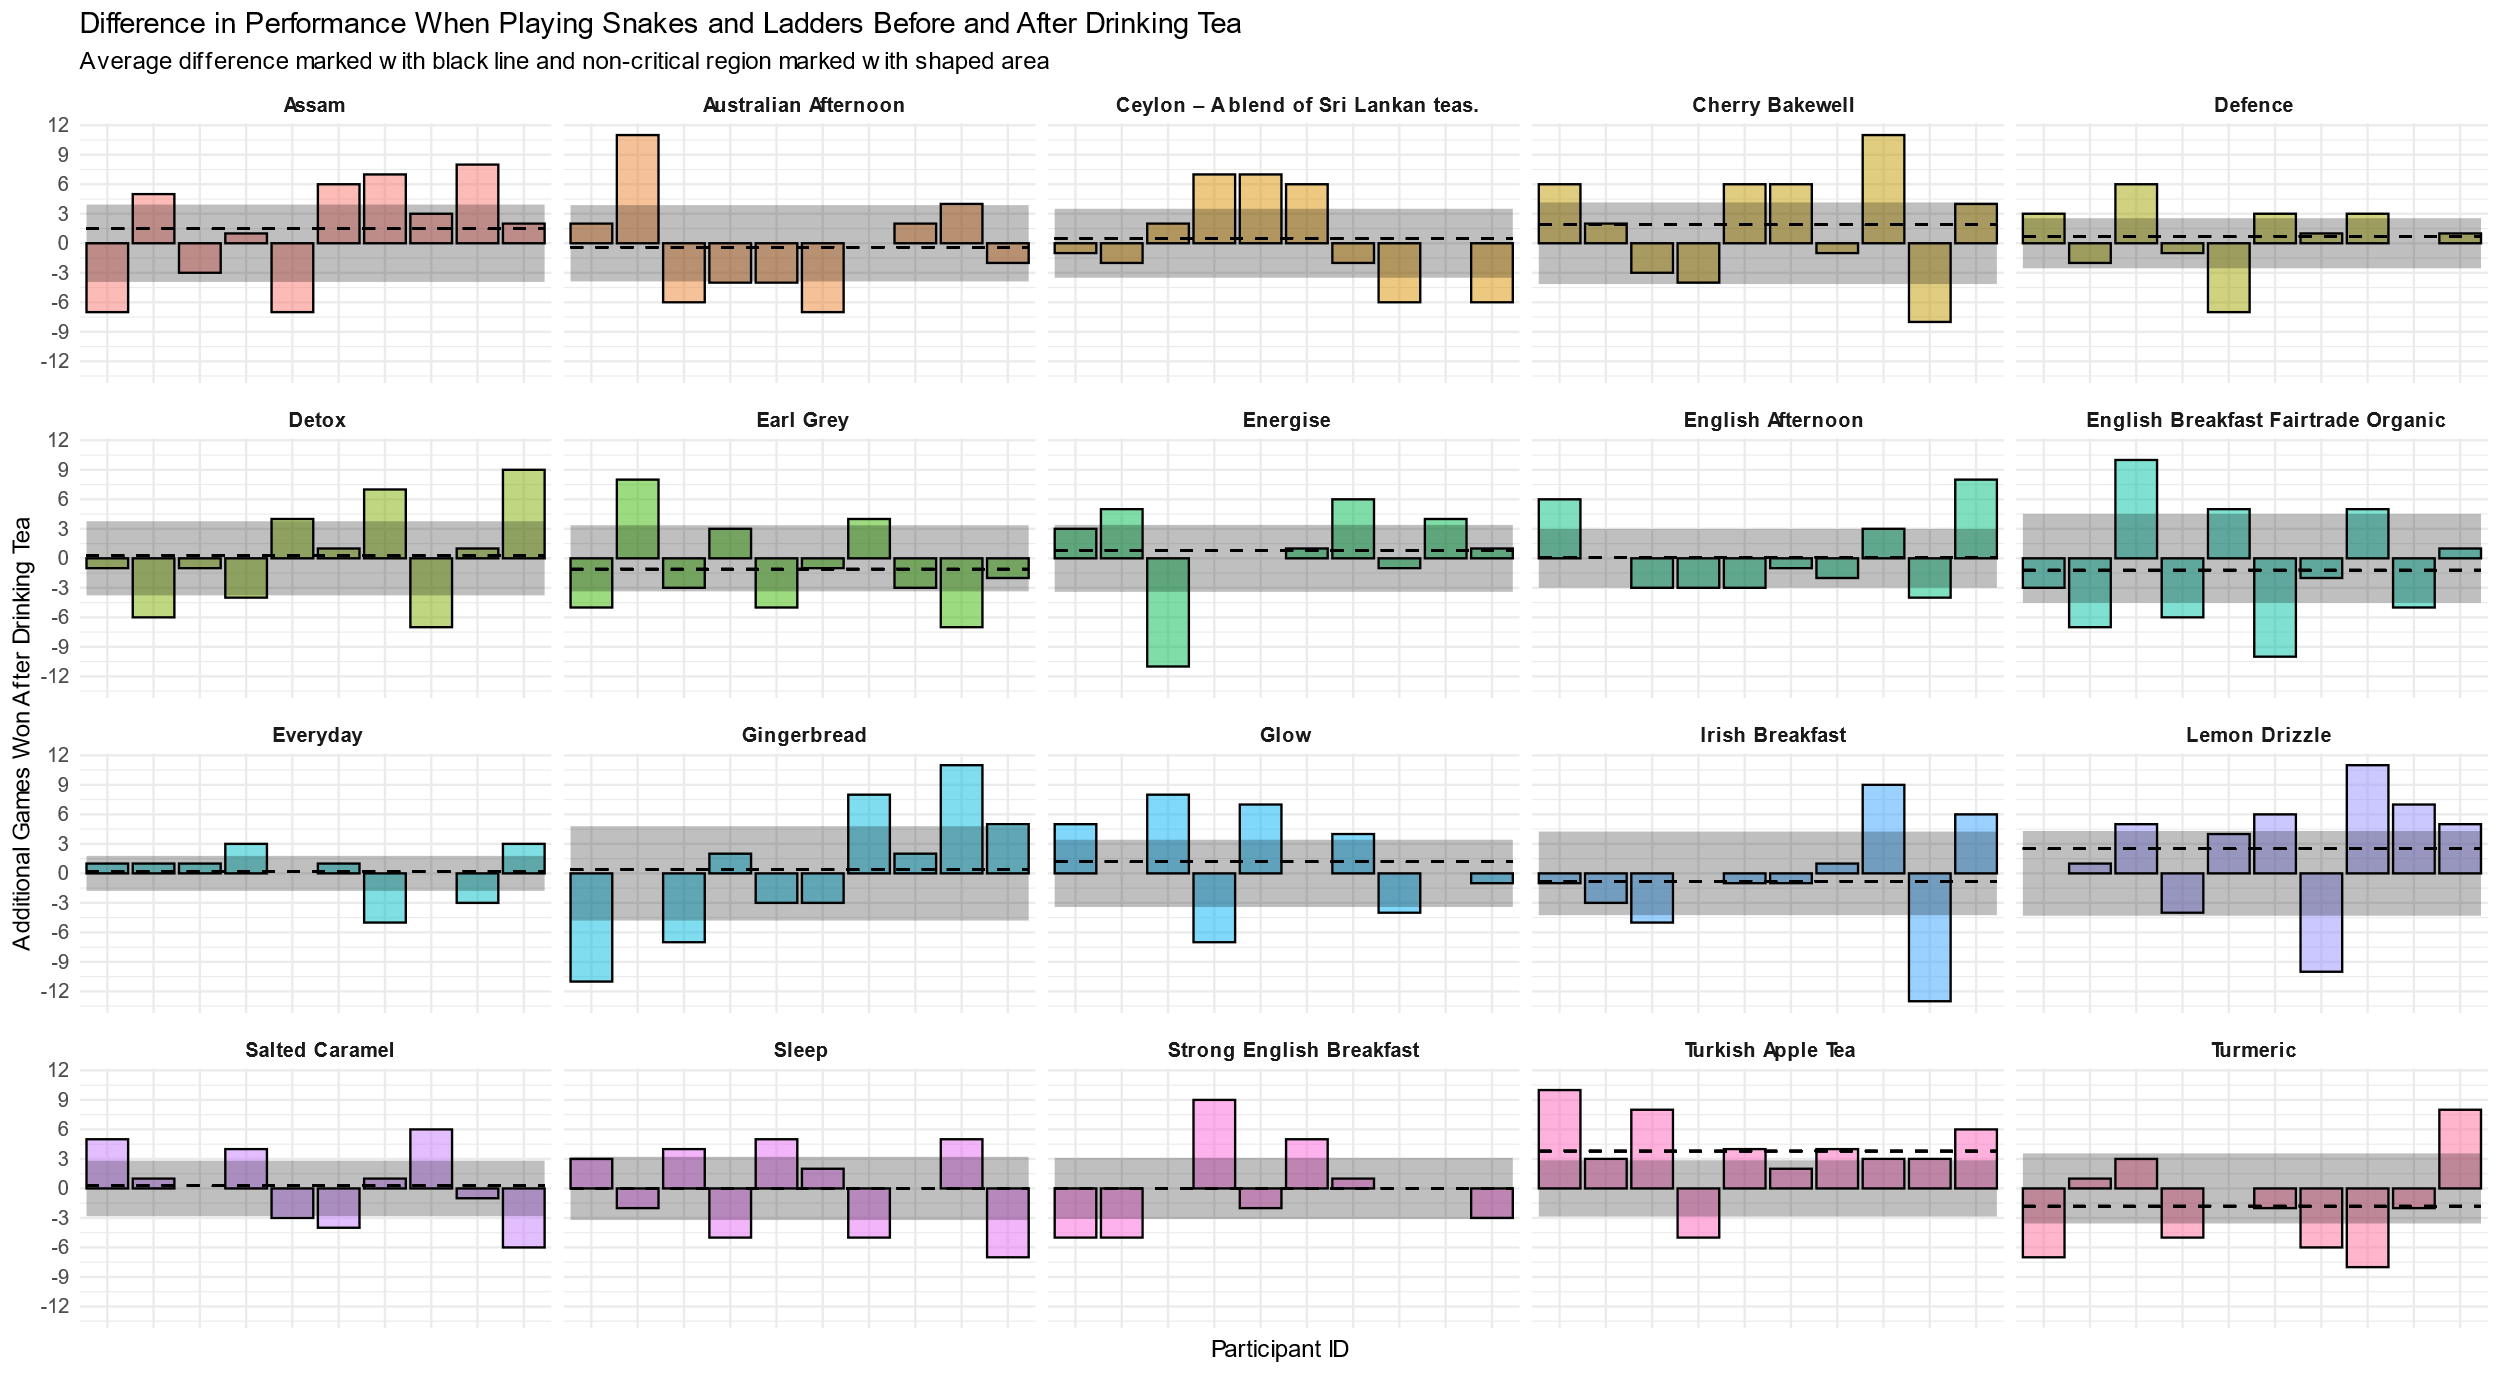 Difference in Performance When Playing Snakes and Ladders Before and After Drinking Tea
Average difference marked with black line and non-critical region marked with shaped area
Assam
Australian Afternoon
Ceylon – A blend of Sri Lankan teas.
Cherry Bakewell
Defence
12
9
6
3
0
-3
-6
-9
-12
Detox
Earl Grey
Energise
English Afternoon
English Breakfast Fairtrade Organic
12
9
6
3
0
-3
-6
-9
-12
Additional Games Won After Drinking Tea
Everyday
Gingerbread
Glow
Irish Breakfast
Lemon Drizzle
12
9
6
3
0
-3
-6
-9
-12
Salted Caramel
Sleep
Strong English Breakfast
Turkish Apple Tea
Turmeric
12
9
6
3
0
-3
-6
-9
-12
Participant ID